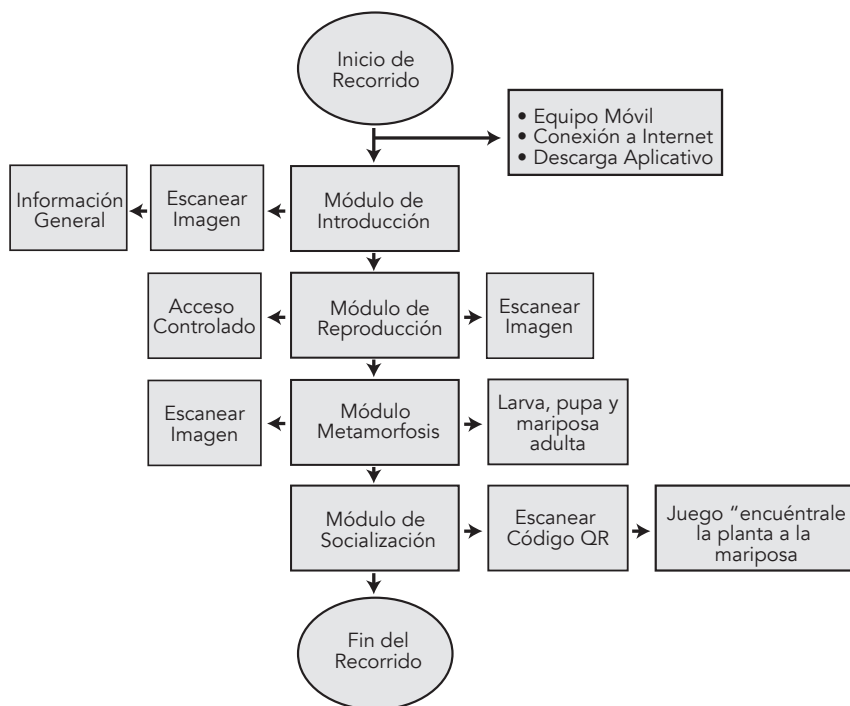 Inicio de
Recorrido
• Equipo Móvil
• Conexión a Internet
• Descarga Aplicativo
Información
General
Escanear
Imagen
Módulo de
Introducción
Acceso
Controlado
Módulo de
Reproducción
Escanear
Imagen
Escanear
Imagen
Módulo
Metamorfosis
Larva, pupa y
mariposa
adulta
Módulo de
Socialización
Escanear
Código QR
Juego “encuéntrale
la planta a la
mariposa
Fin del
Recorrido